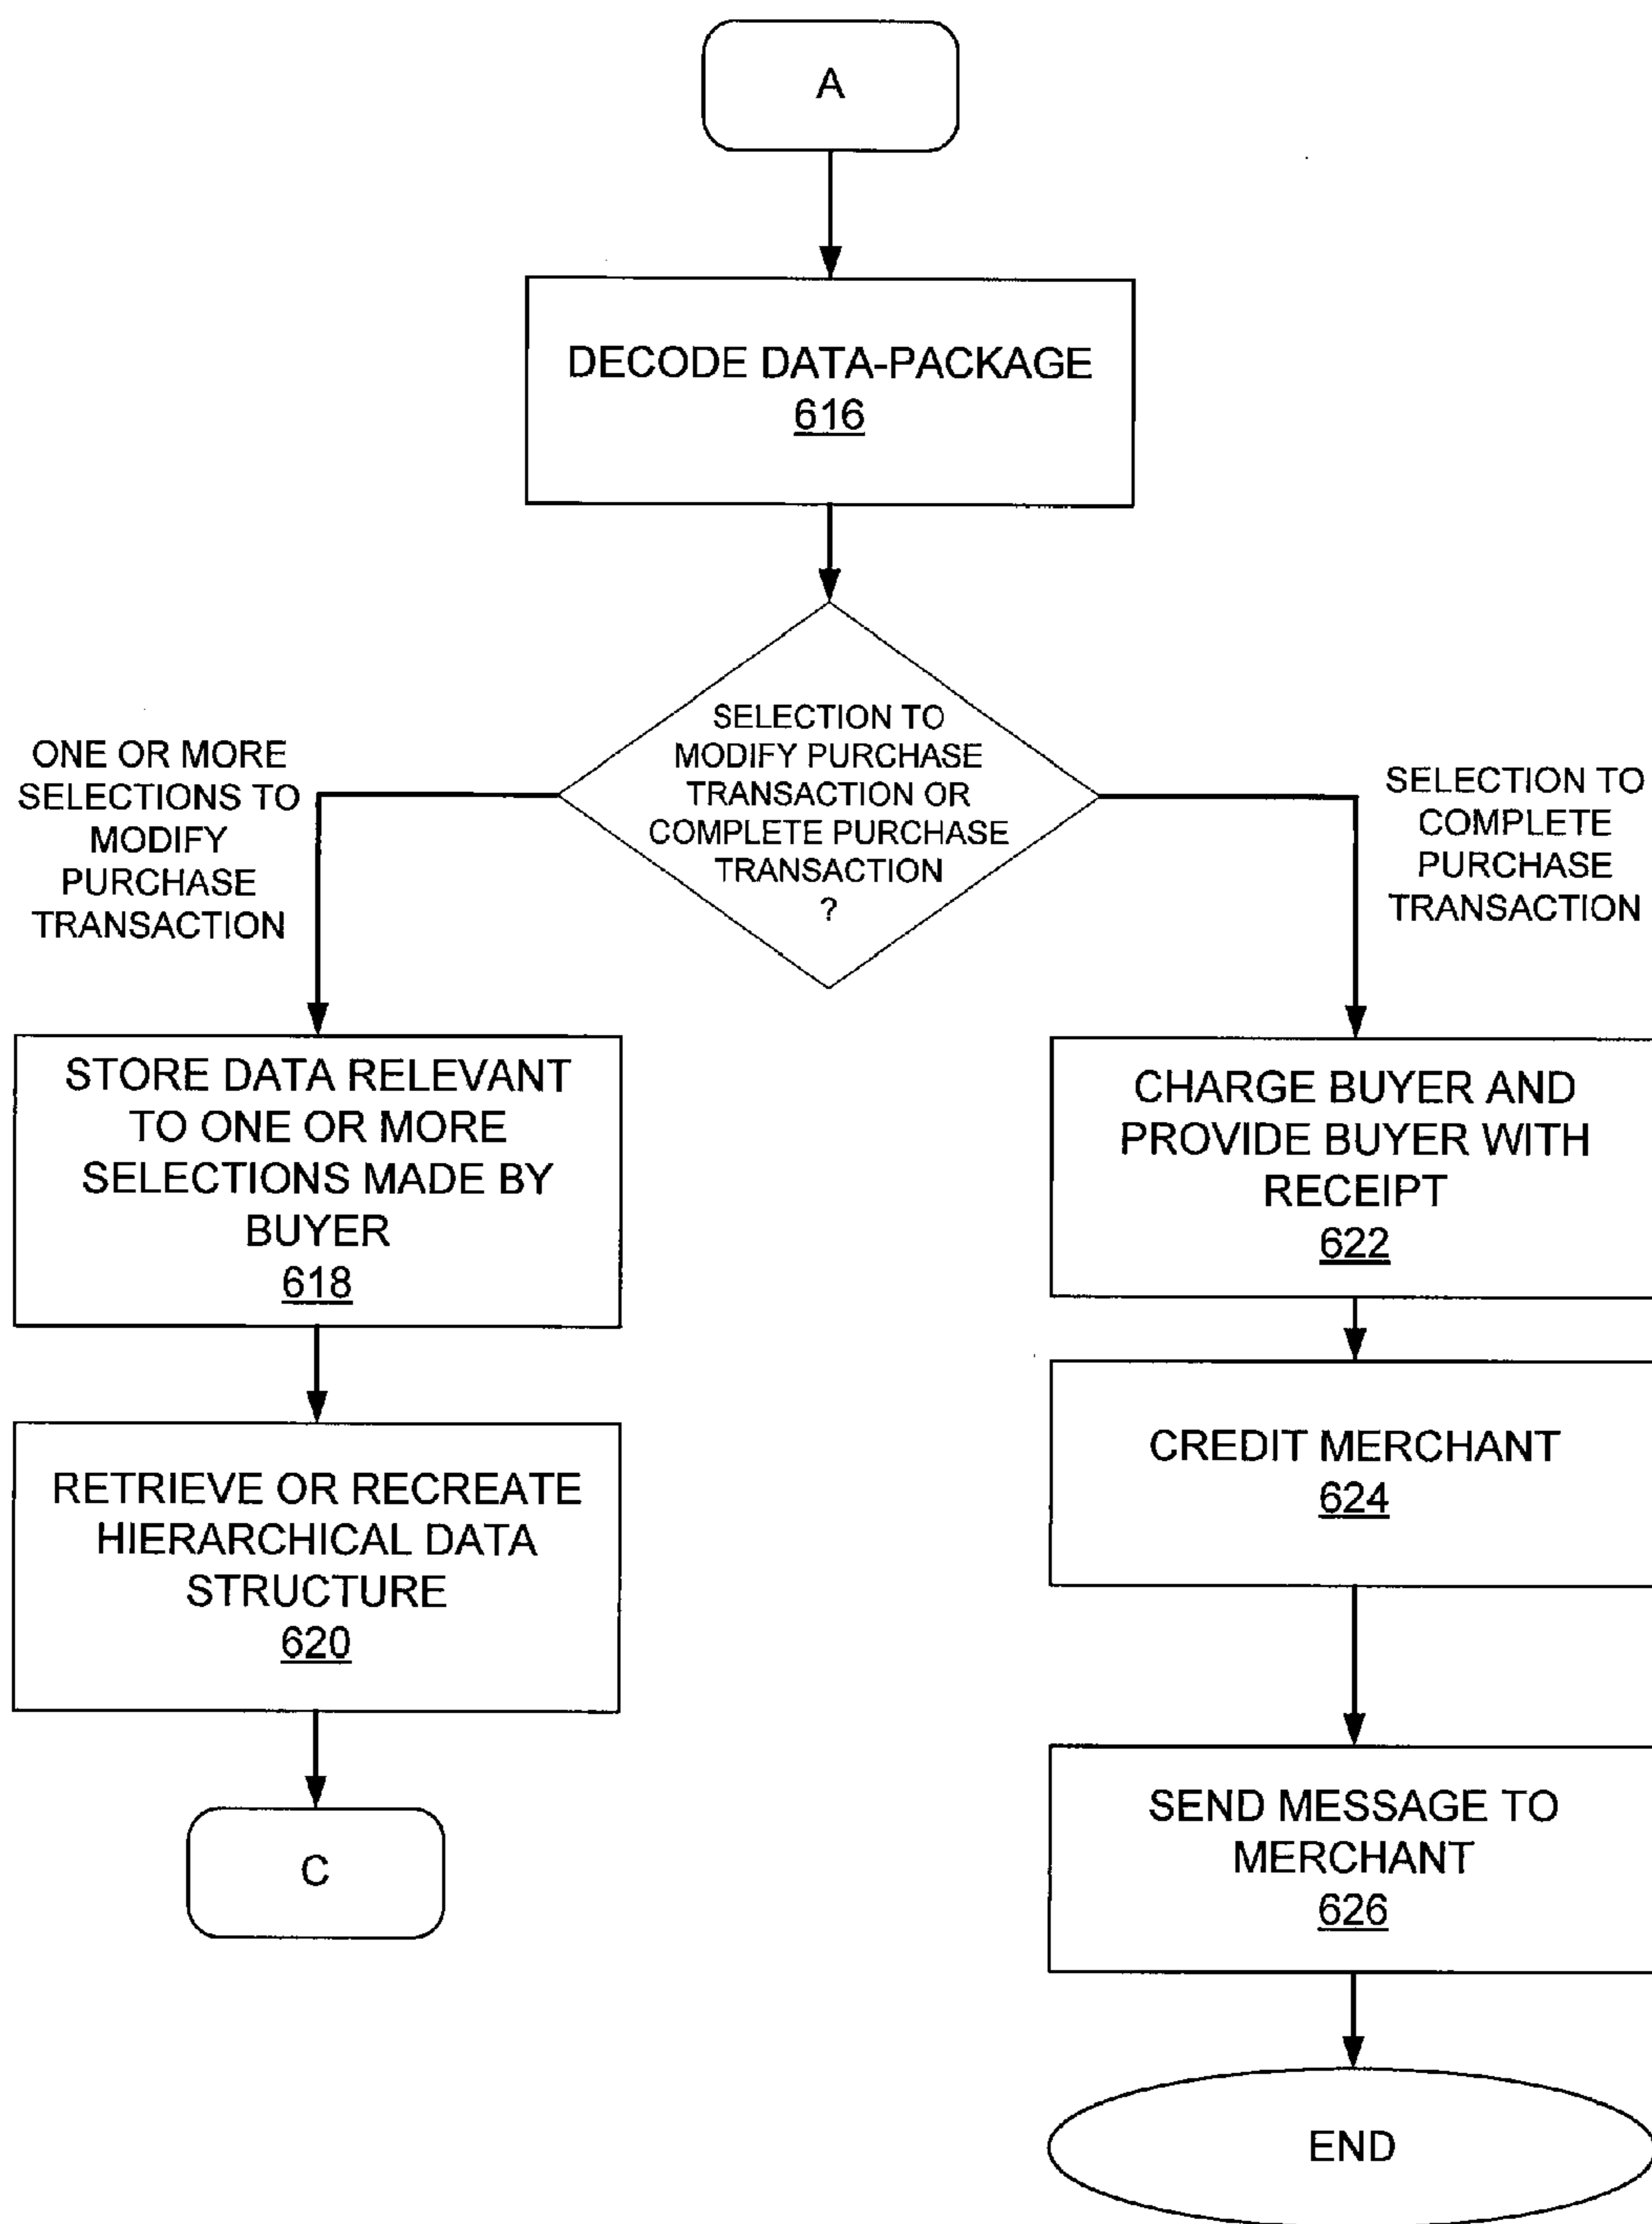 A
DECODE DATA-PACKAGE
616
SELECTION TO
MODIFY PURCHASE
TRANSACTION OR
COMPLETE PURCHASE
TRANSACTION
?
ONE OR MORE
SELECTIONS TO
MODIFY
PURCHASE
TRANSACTION
SELECTION TO
COMPLETE
PURCHASE
TRANSACTION
STORE DATA RELEVANT
TO ONE OR MORE
SELECTIONS MADE BY
BUYER
618
RETRIEVE OR RECREATE
HIERARCHICAL DATA
STRUCTURE
620
C
CHARGE BUYER AND
PROVIDE BUYER WITH
RECEIPT
622
CREDIT MERCHANT
624
SEND MESSAGE TO
MERCHANT
626
END